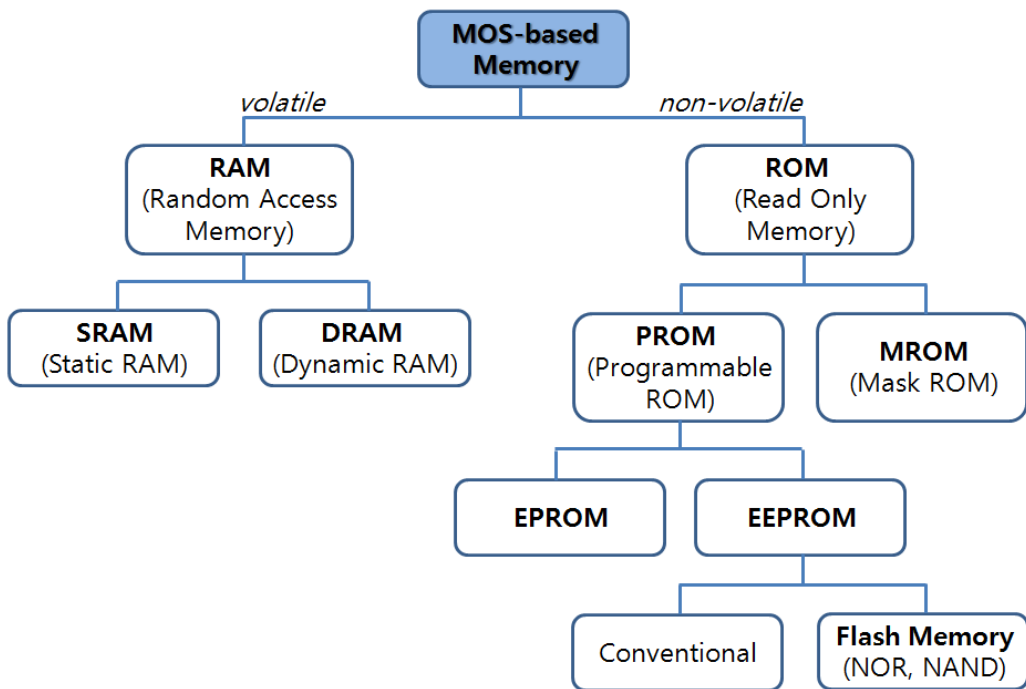 MOS-based
Memory
volatile
non-volatile
RAM
(Random Access
Memory)
ROM
(Read Only
Memory)
SRAM
(Static RAM)
DRAM
(Dynamic RAM)
PROM
(Programmable
ROM)
MROM
(Mask ROM)
EPROM
EEPROM
Conventional
Flash Memory
(NOR, NAND)